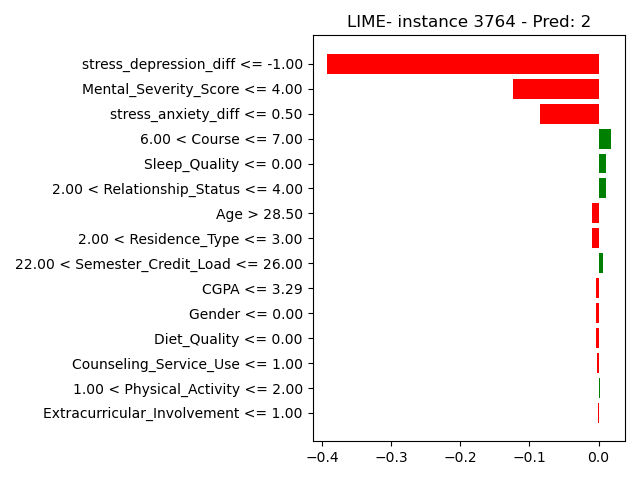 LIME- instance 3764 - Pred: 2
stress_depression_diff <= -1.00
Mental_Severity_Score <= 4.00
stress_anxiety_diff <= 0.50
6.00 < Course <= 7.00
Sleep_Quality <= 0.00
2.00 < Relationship_Status <= 4.00
Age > 28.50
2.00 < Residence_Type <= 3.00
22.00 < Semester_Credit_Load <= 26.00
CGPA <= 3.29
Gender <= 0.00
Diet_Quality <= 0.00
Counseling_Service_Use <= 1.00
1.00 < Physical_Activity <= 2.00
Extracurricular_Involvement <= 1.00
−0.4 −0.3 −0.2 −0.1 0.0